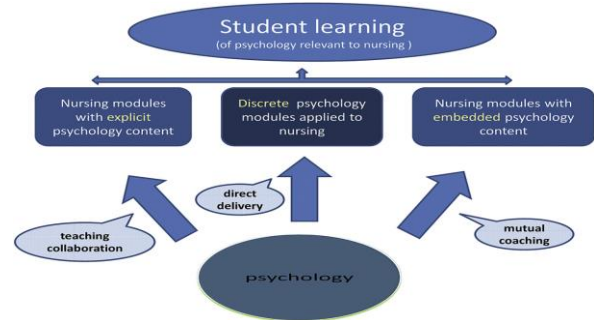 Student learning
(of psychology relevant to nursing )
Nursing modules
with explicit
psychology content
Discrete psychology
modules applied to
nursing
Nursing modules with
embedded psychology
content
teaching
collaboration
direct
delivery
mutual
coaching
psychology